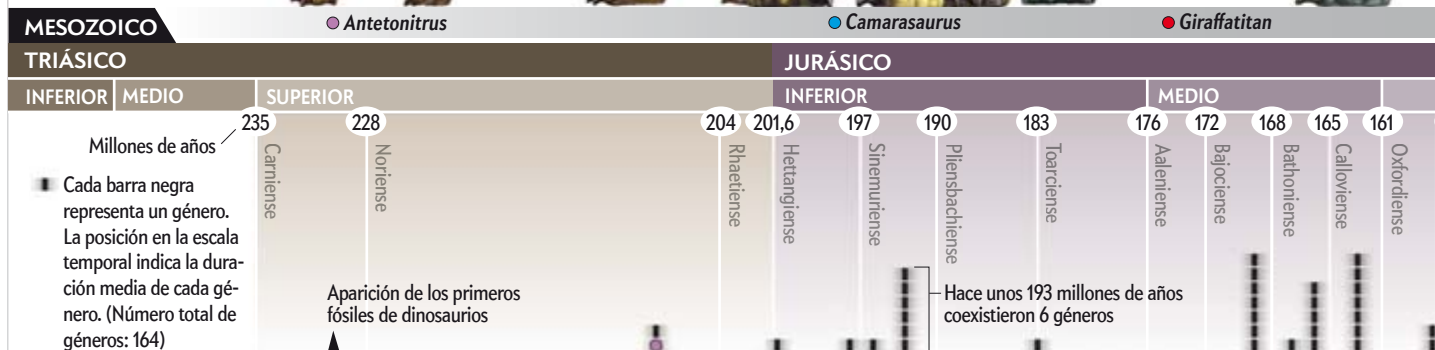 MESOZOICO
Antetonitrus
Camarasaurus
Giraffatitan
TRIÁSICO
JURÁSICO
INFERIOR
MEDIO
SUPERIOR
INFERIOR
MEDIO
235
228
204
201,6
197
190
183
176
172
168
165
161
Millones de años
Carniense
Noriense
Rhaetiense
Hettangiense
Sinemuriense
Pliensbachiense
Toarciense
Aaleniense
Bajociense
Bathoniense
Calloviense
Oxfordiense
Cada barra negra
representa un género.
La posición en la escala
temporal indica la dura-
ción media de cada gé-
nero. (Número total de
géneros: 164)
Aparición de los primeros
fósiles de dinosaurios
Hace unos 193 millones de años
coexistieron 6 géneros